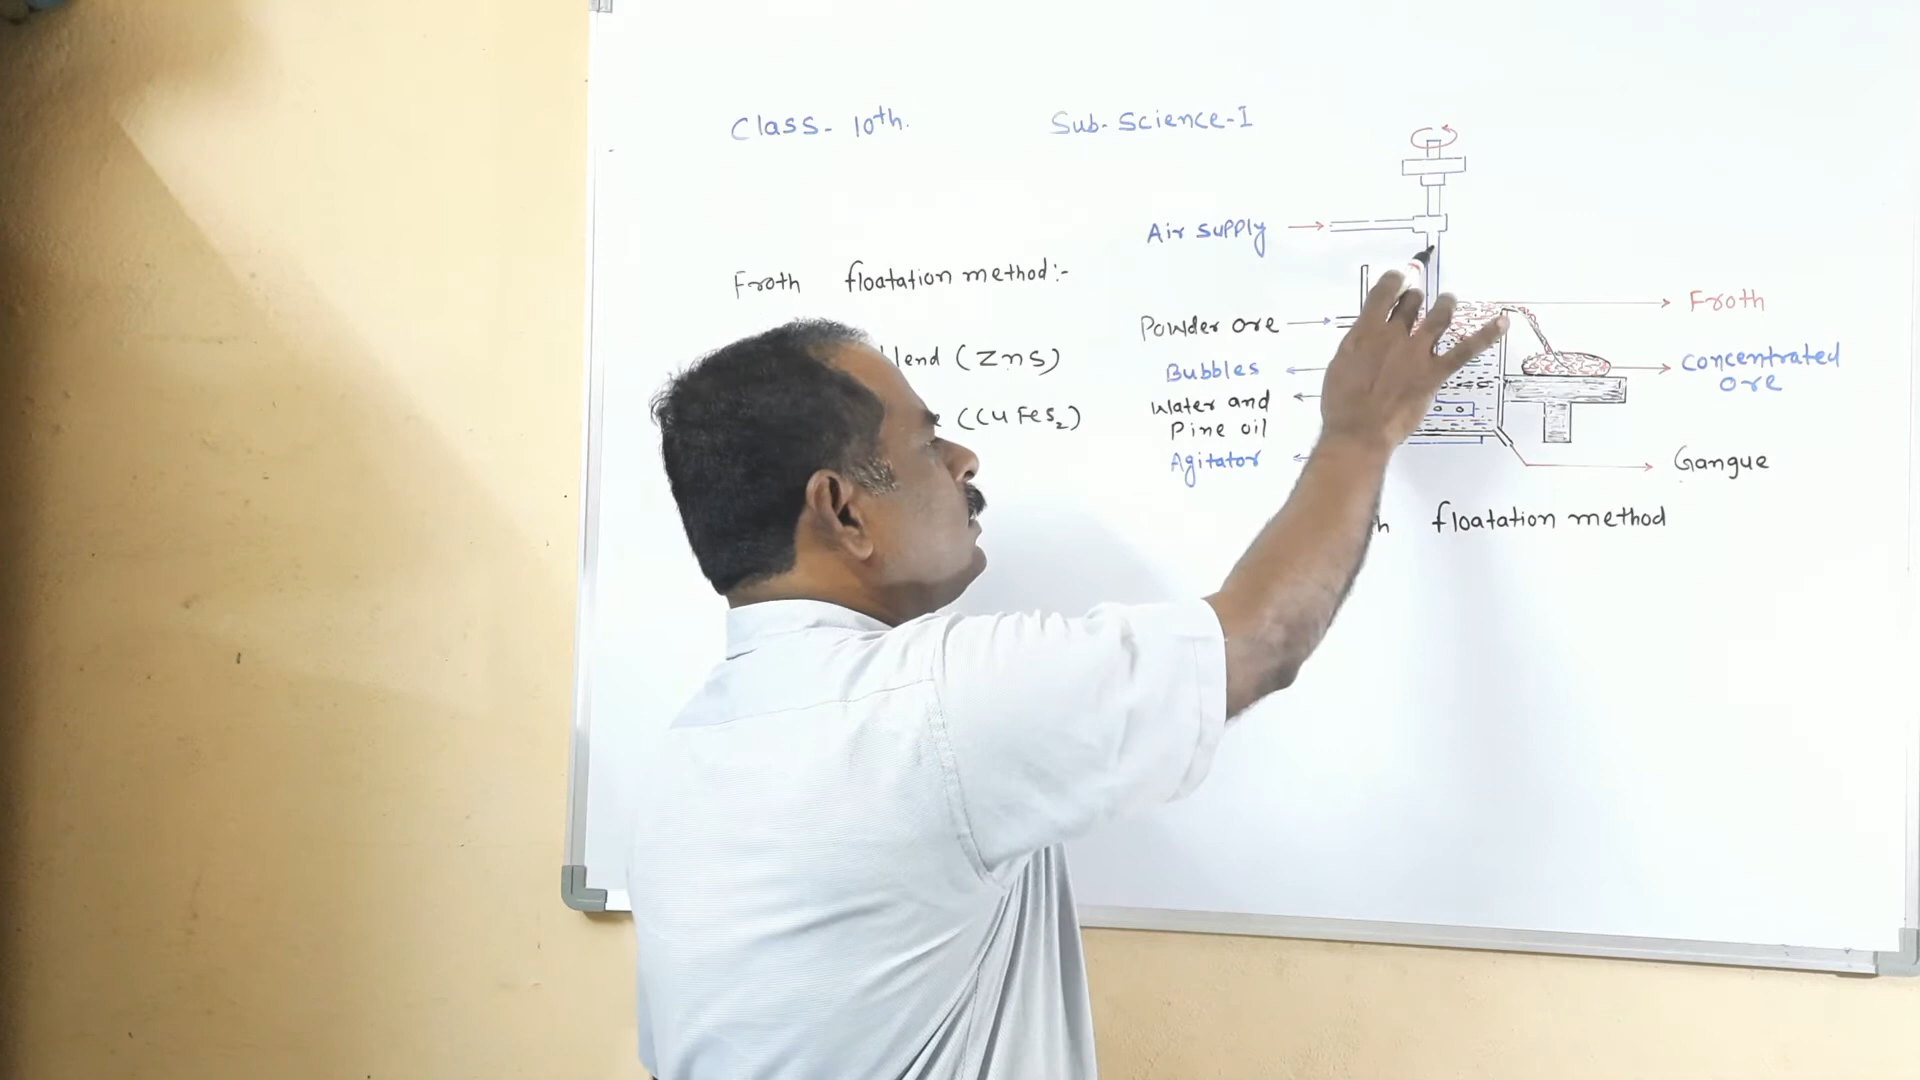 Class- 10th.
Sub- Science-I
Froth floatation method:-
lend (ZnS)
(CuFeS2)
Air supply
Powder ore
Bubbles
Water and
Pine oil
Agitator
Froth
Concentrated
ore
Gangue
h floatation method